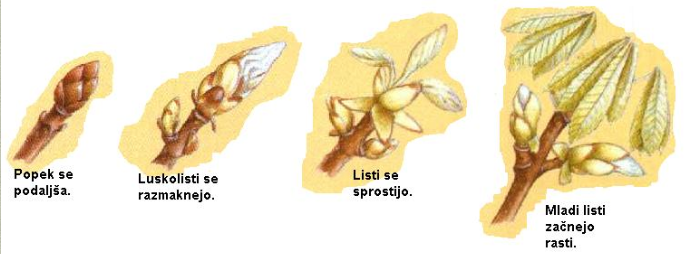 Popek se
podaljša.
Luskolisti se
razmaknejo.
Listi se
sprostijo.
Mladi listi
začnejo
rasti.